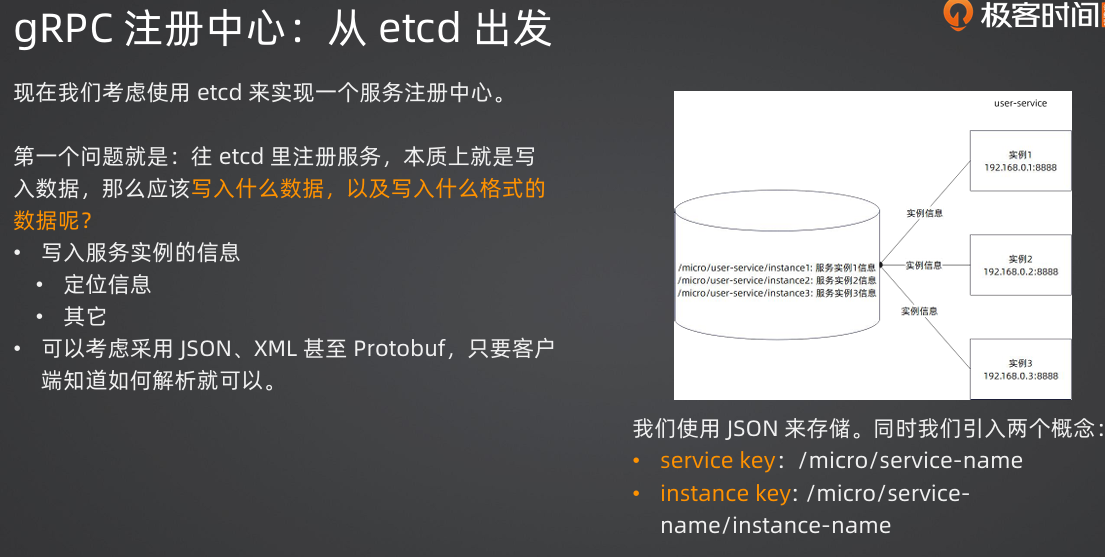 gRPC 注册中心：从 etcd 出发
极客时间
现在我们考虑使用 etcd 来实现一个服务注册中心。
第一个问题就是：往 etcd 里注册服务，本质上就是写
入数据，那么应该写入什么数据，以及写入什么格式的
数据呢？
• 写入服务实例的信息
• 定位信息
• 其它
• 可以考虑采用 JSON、XML 甚至 Protobuf，只要客户
端知道如何解析就可以。
user-service
实例1
192.168.0.1:8888
实例信息
实例2
192.168.0.2:8888
实例信息
/micro/user-service/instance1: 服务实例1信息
/micro/user-service/instance2: 服务实例2信息
/micro/user-service/instance3: 服务实例3信息
实例信息
实例3
192.168.0.3:8888
我们使用 JSON 来存储。同时我们引入两个概念：
• service key：/micro/service-name
• instance key: /micro/service-
name/instance-name